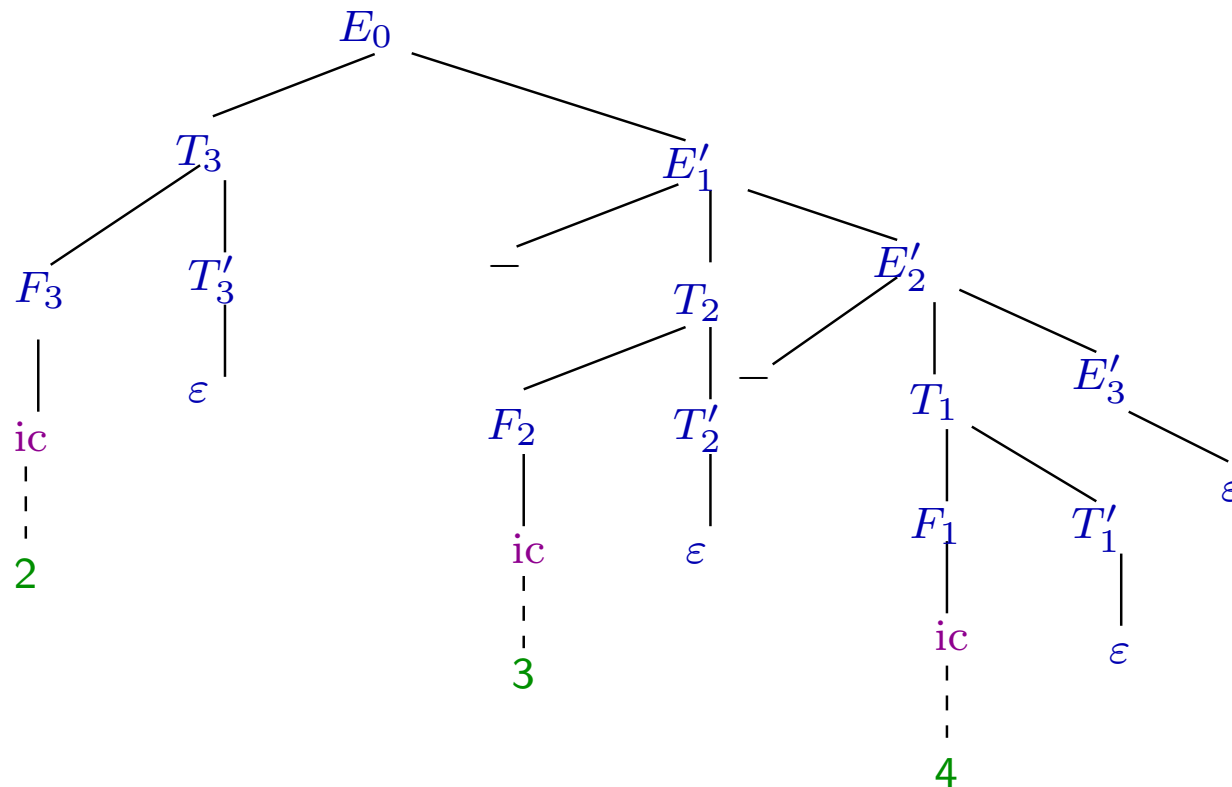 E₀
T₃ E′₁
− E′₂
F₃ T′₃ T₂
− E′₃
ε T₁
ic F₂ T′₂
ε
F₁ T′₁
2 ic ε
ic ε
3
4